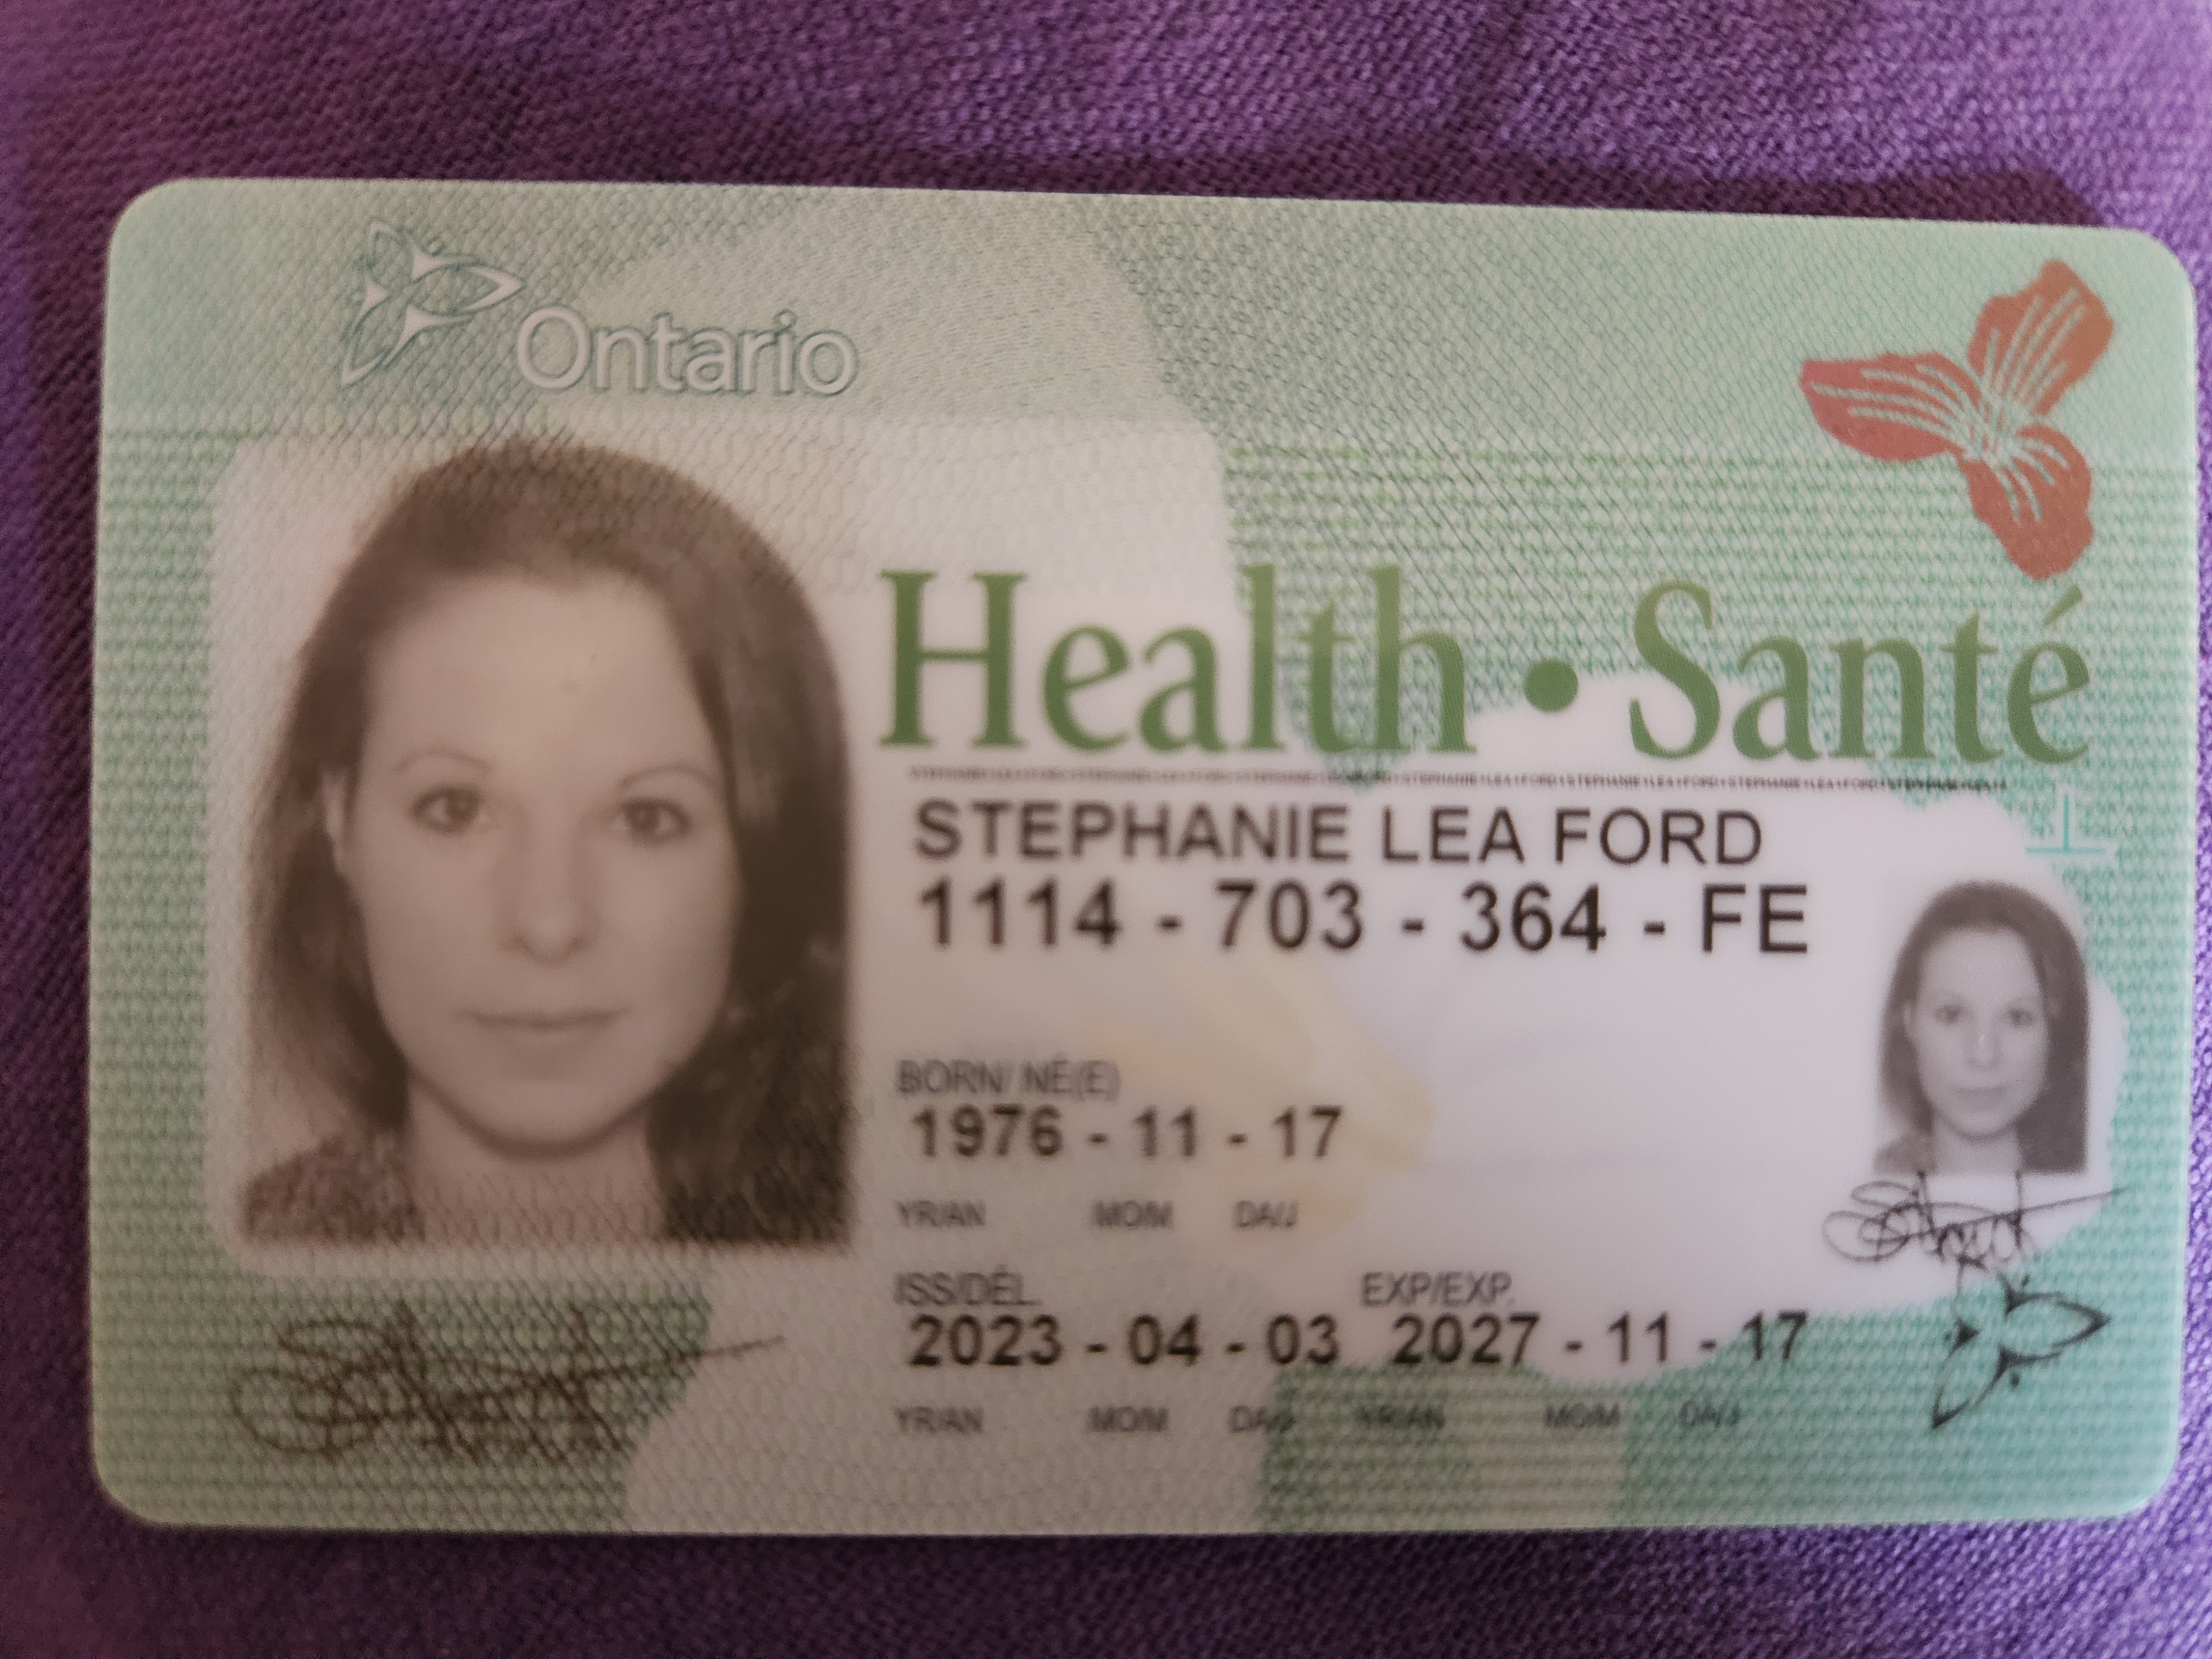 Ontario
Health • Santé
STEPHANIE LEA FORD
1114 - 703 - 364 - FE
BORN/ NÉ(E)
1976 - 11 - 17
YR/AN MO/M DA/J
ISS/DÉL. EXP/EXP.
2023 - 04 - 03 2027 - 11 - 17
YR/AN MO/M DA/J YR/AN MO/M DA/J